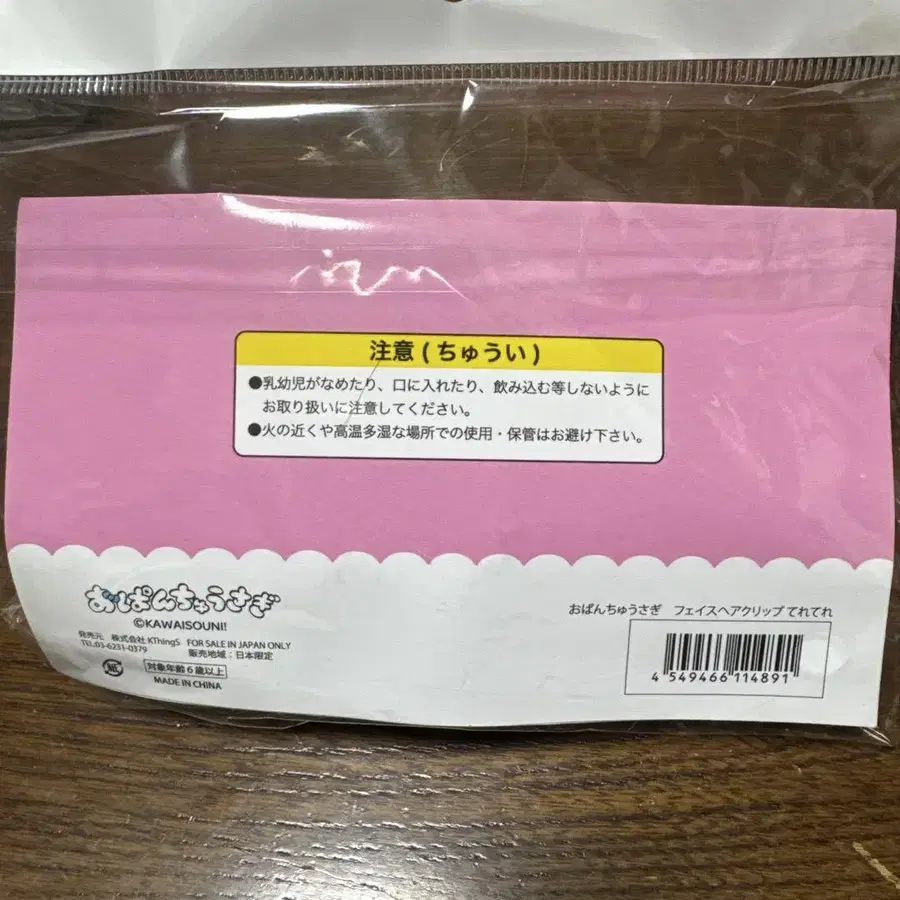 注意(ちゅうい)
●乳幼児がなめたり、口に入れたり、飲み込む等しないように
お取り扱いに注意してください。
●火の近くや高温多湿な場所での使用・保管はお避け下さい。
おぱんちゅうさぎ
©KAWAISOUNI!
発売元 株式会社 KThingS FOR SALE IN JAPAN ONLY
TEL.03-6231-0379 販売地域:日本限定
対象年齢6歳以上
MADE IN CHINA
おぱんちゅうさぎ フェイスヘアクリップ てれてれ
4 549466 114891